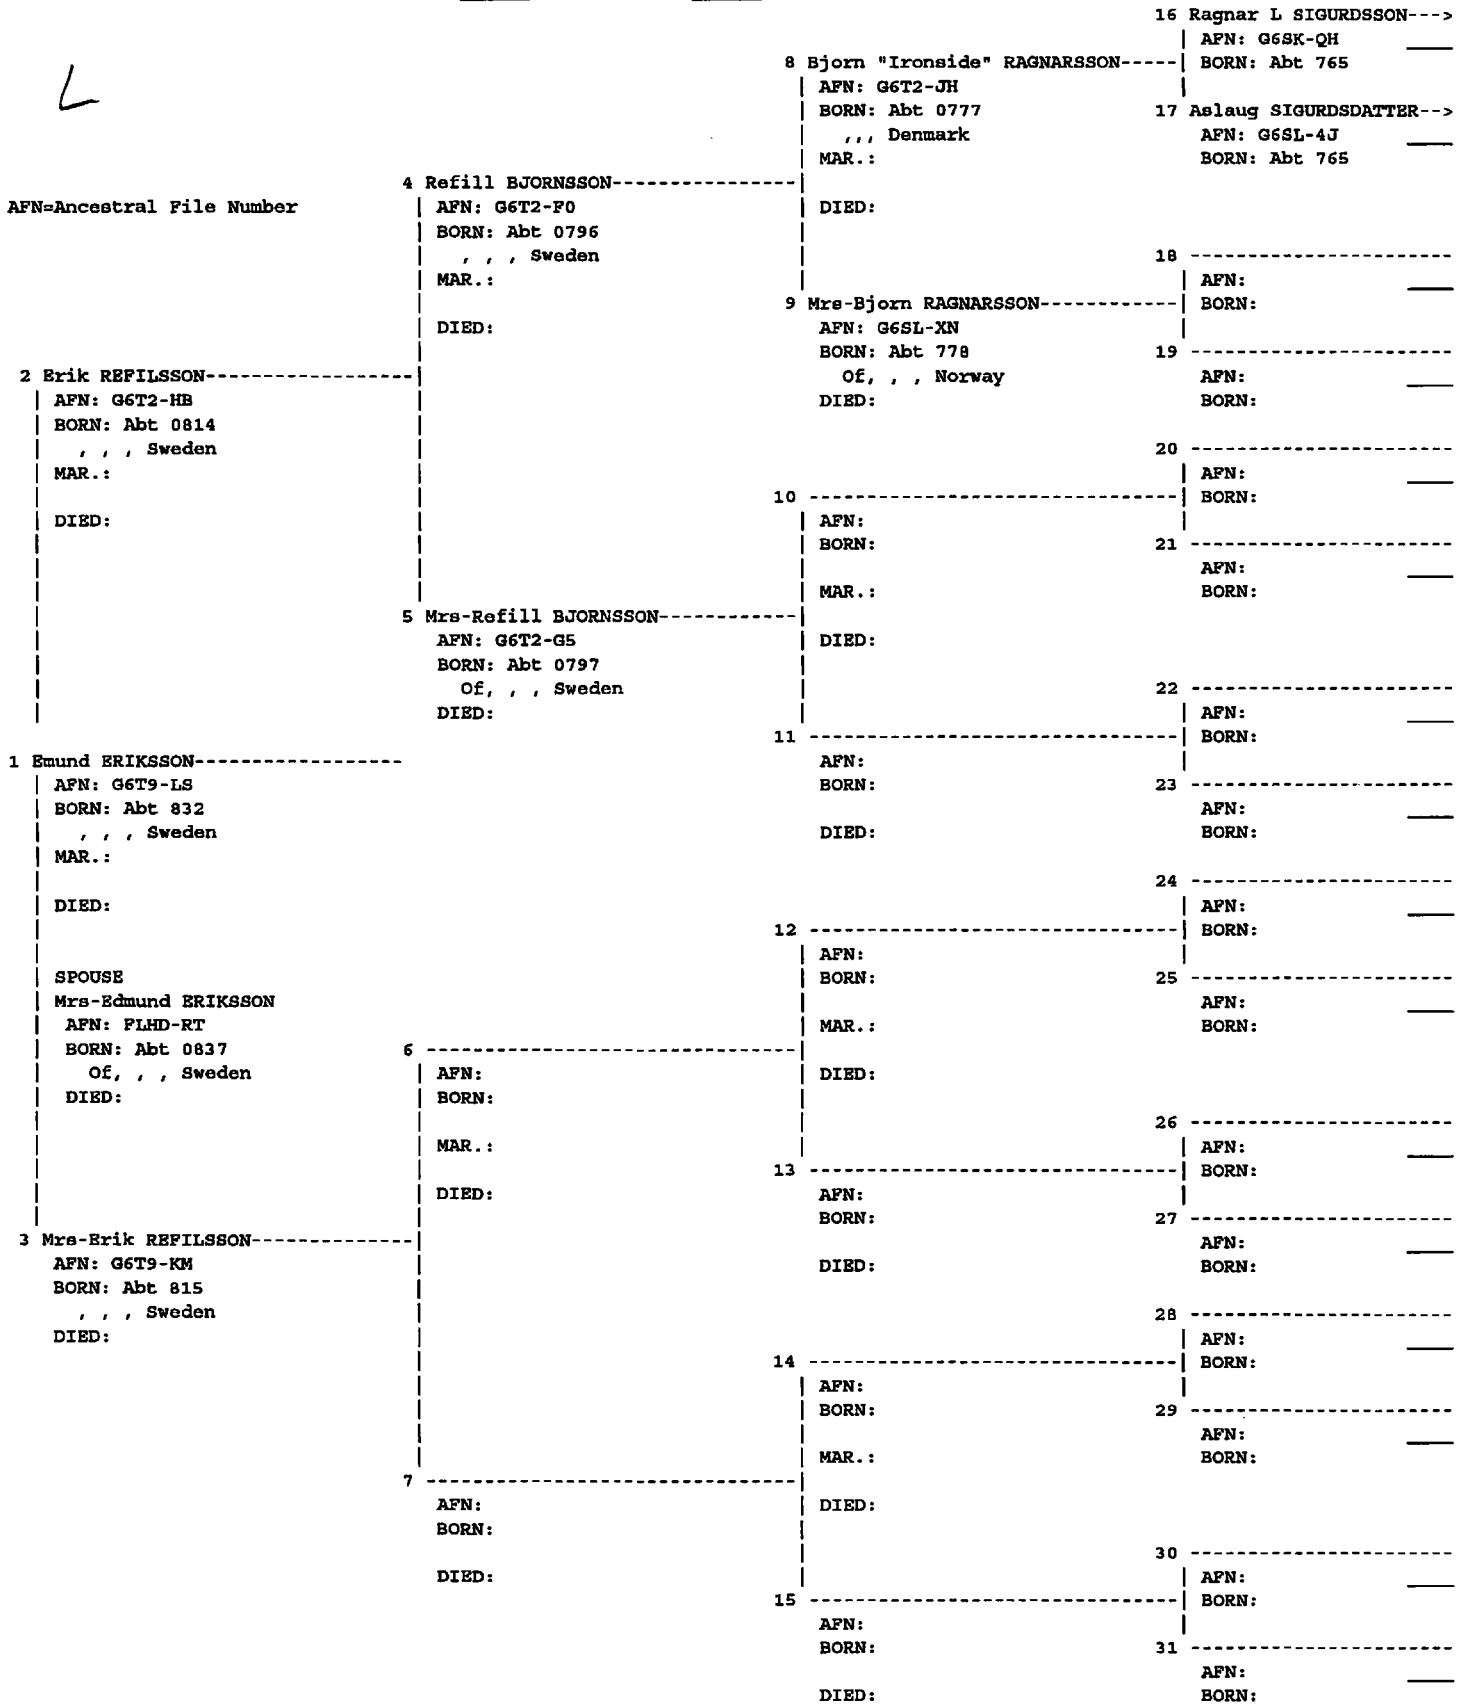 16 Ragnar L SIGURDSSON--->
AFN: G6SK-QH
BORN: Abt 765
8 Bjorn "Ironside" RAGNARSSON-----
AFN: G6T2-JH
BORN: Abt 0777
,,, Denmark
MAR.:
DIED:
17 Aslaug SIGURDSDATTER-->
AFN: G6SL-4J
BORN: Abt 765
4 Refill BJORNSSON----------------
AFN: G6T2-F0
BORN: Abt 0796
, , , Sweden
MAR.:
DIED:
AFN=Ancestral File Number
18 ----------------------
AFN:
BORN:
9 Mrs-Bjorn RAGNARSSON------------
AFN: G6SL-XN
BORN: Abt 778
Of, , , Norway
DIED:
19 ----------------------
AFN:
BORN:
2 Erik REFILSSON------------------
AFN: G6T2-HB
BORN: Abt 0814
, , , Sweden
MAR.:
DIED:
20 ----------------------
AFN:
BORN:
10 -------------------------------
AFN:
BORN:
MAR.:
DIED:
21 ----------------------
AFN:
BORN:
5 Mrs-Refill BJORNSSON------------
AFN: G6T2-G5
BORN: Abt 0797
Of, , , Sweden
DIED:
22 ----------------------
AFN:
BORN:
11 -------------------------------
AFN:
BORN:
DIED:
23 ----------------------
AFN:
BORN:
1 Emund ERIKSSON------------------
AFN: G6T9-LS
BORN: Abt 832
, , , Sweden
MAR.:
DIED:
SPOUSE
Mrs-Edmund ERIKSSON
AFN: FLHD-RT
BORN: Abt 0837
Of, , , Sweden
DIED:
24 ----------------------
AFN:
BORN:
12 -------------------------------
AFN:
BORN:
MAR.:
DIED:
25 ----------------------
AFN:
BORN:
6 -------------------------------
AFN:
BORN:
MAR.:
DIED:
26 ----------------------
AFN:
BORN:
13 -------------------------------
AFN:
BORN:
DIED:
27 ----------------------
AFN:
BORN:
3 Mrs-Erik REFILSSON--------------
AFN: G6T9-KM
BORN: Abt 815
, , , Sweden
DIED:
28 ----------------------
AFN:
BORN:
14 -------------------------------
AFN:
BORN:
MAR.:
DIED:
29 ----------------------
AFN:
BORN:
7 -------------------------------
AFN:
BORN:
DIED:
30 ----------------------
AFN:
BORN:
15 -------------------------------
AFN:
BORN:
DIED:
31 ----------------------
AFN:
BORN: